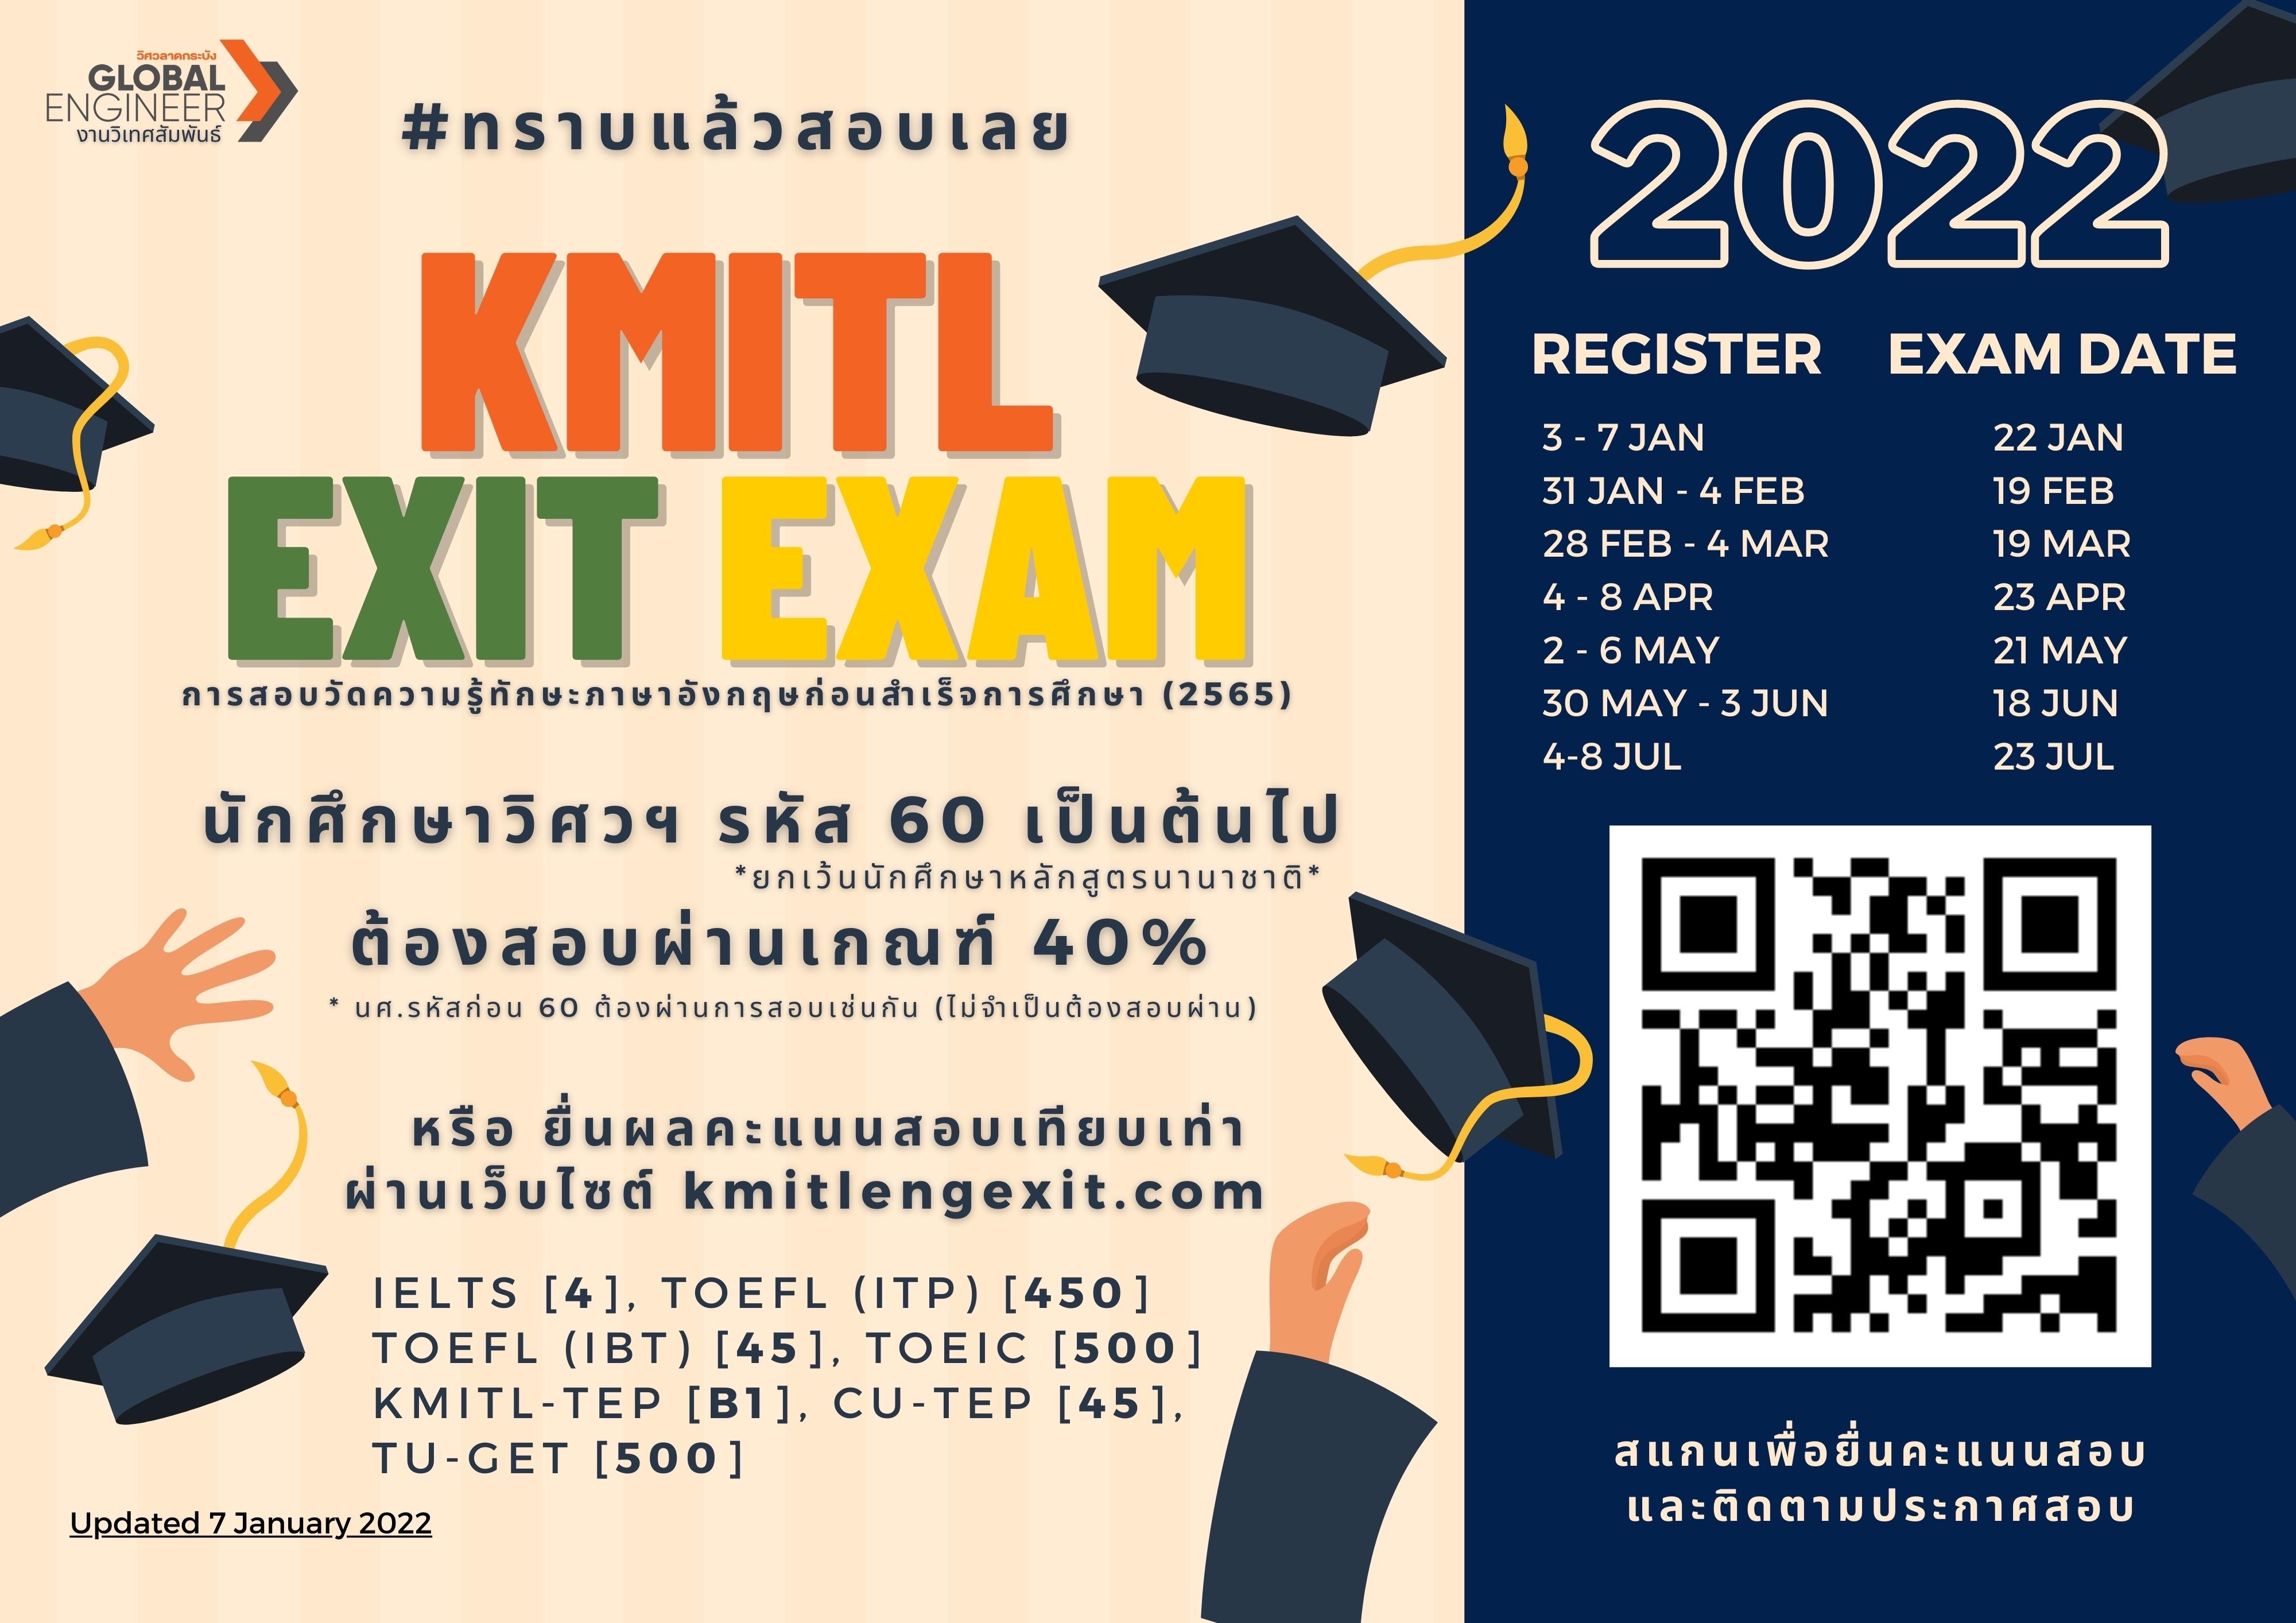 วิศวลาดกระบัง
GLOBAL
ENGINEER
งานวิเทศสัมพันธ์
#ทราบแล้วสอบเลย
KMITL
EXIT EXAM
การสอบวัดความรู้ทักษะภาษาอังกฤษก่อนสำเร็จการศึกษา (2565)
นักศึกษาวิศวฯ รหัส 60 เป็นต้นไป
*ยกเว้นนักศึกษาหลักสูตรนานาชาติ*
ต้องสอบผ่านเกณฑ์ 40%
* นศ.รหัสก่อน 60 ต้องผ่านการสอบเช่นกัน (ไม่จำเป็นต้องสอบผ่าน)
หรือ ยื่นผลคะแนนสอบเทียบเท่า
ผ่านเว็บไซต์ kmitlengexit.com
IELTS [4], TOEFL (ITP) [450]
TOEFL (IBT) [45], TOEIC [500]
KMITL-TEP [B1], CU-TEP [45],
TU-GET [500]
Updated 7 January 2022
2022
REGISTER EXAM DATE
3 - 7 JAN 22 JAN
31 JAN - 4 FEB 19 FEB
28 FEB - 4 MAR 19 MAR
4 - 8 APR 23 APR
2 - 6 MAY 21 MAY
30 MAY - 3 JUN 18 JUN
4-8 JUL 23 JUL
สแกนเพื่อยื่นคะแนนสอบ
และติดตามประกาศสอบ